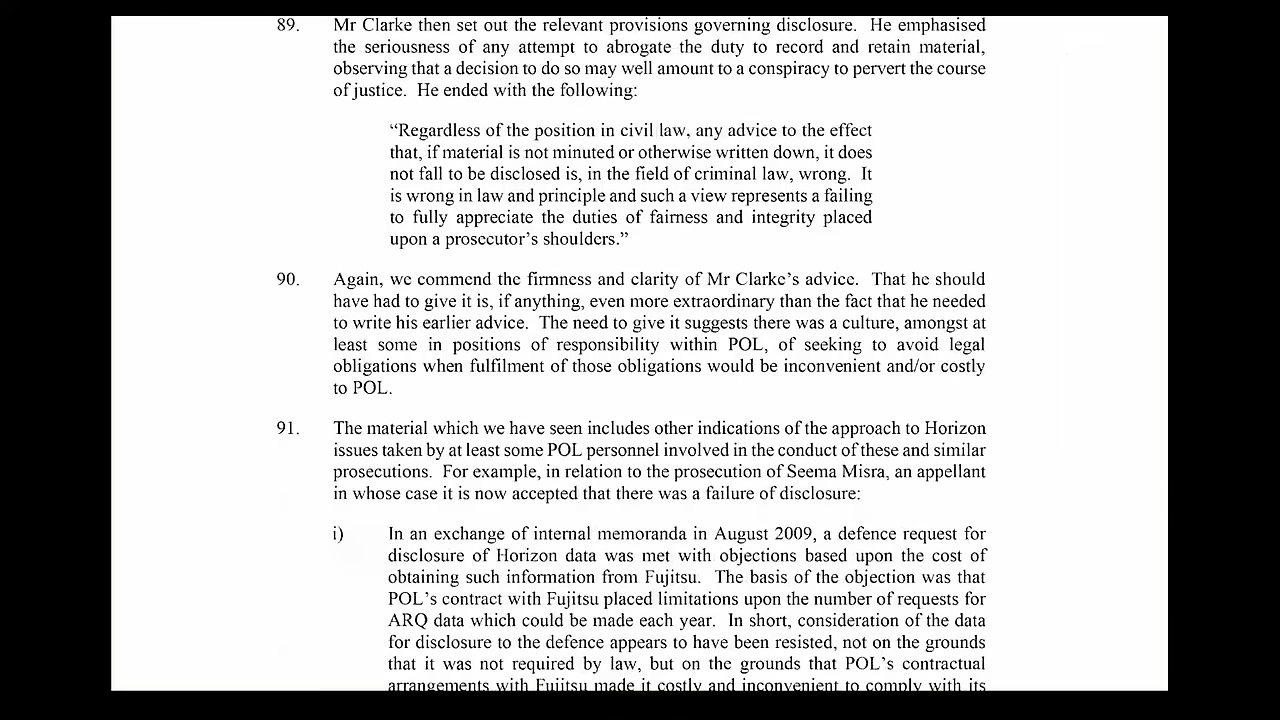 89. Mr Clarke then set out the relevant provisions governing disclosure. He emphasised
the seriousness of any attempt to abrogate the duty to record and retain material,
observing that a decision to do so may well amount to a conspiracy to pervert the course
of justice. He ended with the following:
“Regardless of the position in civil law, any advice to the effect
that, if material is not minuted or otherwise written down, it does
not fall to be disclosed is, in the field of criminal law, wrong. It
is wrong in law and principle and such a view represents a failing
to fully appreciate the duties of fairness and integrity placed
upon a prosecutor’s shoulders.”
90. Again, we commend the firmness and clarity of Mr Clarke’s advice. That he should
have had to give it is, if anything, even more extraordinary than the fact that he needed
to write his earlier advice. The need to give it suggests there was a culture, amongst at
least some in positions of responsibility within POL, of seeking to avoid legal
obligations when fulfilment of those obligations would be inconvenient and/or costly
to POL.
91. The material which we have seen includes other indications of the approach to Horizon
issues taken by at least some POL personnel involved in the conduct of these and similar
prosecutions. For example, in relation to the prosecution of Seema Misra, an appellant
in whose case it is now accepted that there was a failure of disclosure:
i) In an exchange of internal memoranda in August 2009, a defence request for
disclosure of Horizon data was met with objections based upon the cost of
obtaining such information from Fujitsu. The basis of the objection was that
POL’s contract with Fujitsu placed limitations upon the number of requests for
ARQ data which could be made each year. In short, consideration of the data
for disclosure to the defence appears to have been resisted, not on the grounds
that it was not required by law, but on the grounds that POL’s contractual
arrangements with Fujitsu made it costly and inconvenient to comply with its